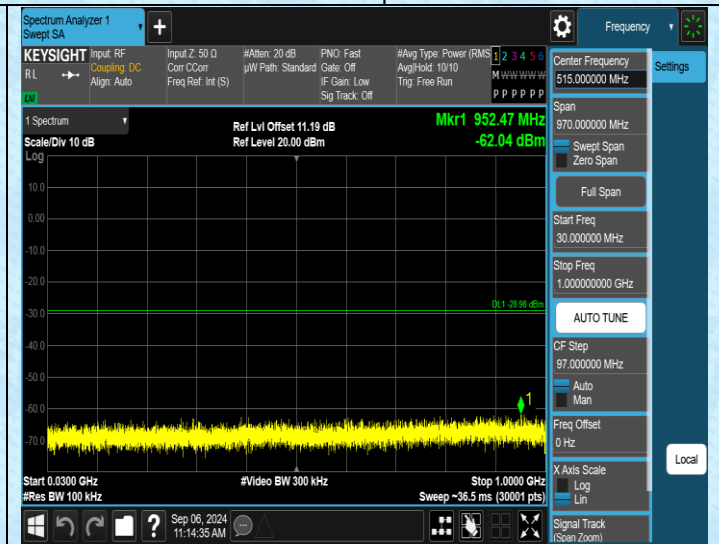 Spectrum Analyzer 1
Swept SA
+
Frequency
KEYSIGHT
RL
LXI
Input: RF
Coupling: DC
Align: Auto
Input Z: 50 Ω
Corr CCorr
Freq Ref: Int (S)
#Atten: 20 dB
µW Path: Standard
PNO: Fast
Gate: Off
IF Gain: Low
Sig Track: Off
#Avg Type: Power (RMS
Avg|Hold: 10/10
Trig: Free Run
1 2 3 4 5 6
M W W W W W
P P P P P P
Center Frequency
515.000000 MHz
Settings
Span
970.000000 MHz
Swept Span
Zero Span
Full Span
Start Freq
30.000000 MHz
Stop Freq
1.000000000 GHz
AUTO TUNE
CF Step
97.000000 MHz
Auto
Man
Freq Offset
0 Hz
X Axis Scale
Log
Lin
Signal Track
(Span Zoom)
Local
1 Spectrum
Scale/Div 10 dB
Log
Ref Lvl Offset 11.19 dB
Ref Level 20.00 dBm
Mkr1 952.47 MHz
-62.04 dBm
10.0
0.00
-10.0
-20.0
DL1 -28.98 dBm
-30.0
-40.0
-50.0
-60.0
1
-70.0
Start 0.0300 GHz
#Res BW 100 kHz
#Video BW 300 kHz
Stop 1.0000 GHz
Sweep ~36.5 ms (30001 pts)
?
Sep 06, 2024
11:14:35 AM